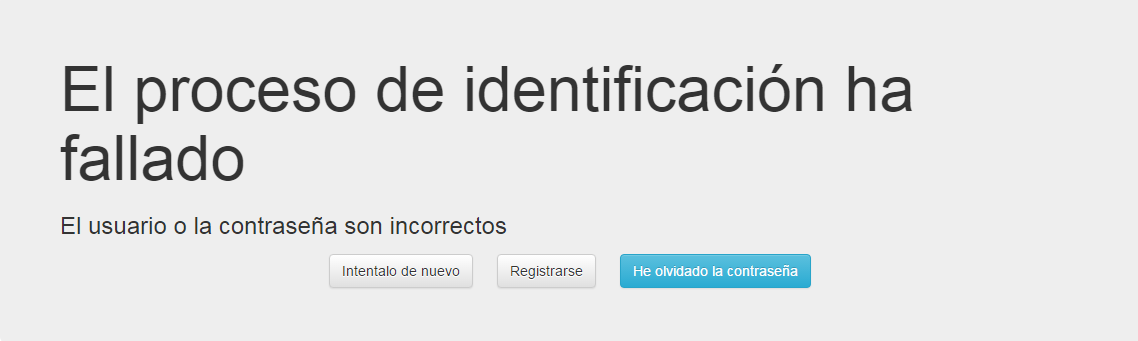 El proceso de identificación ha
fallado
El usuario o la contraseña son incorrectos
Intentalo de nuevo Registrarse He olvidado la contraseña